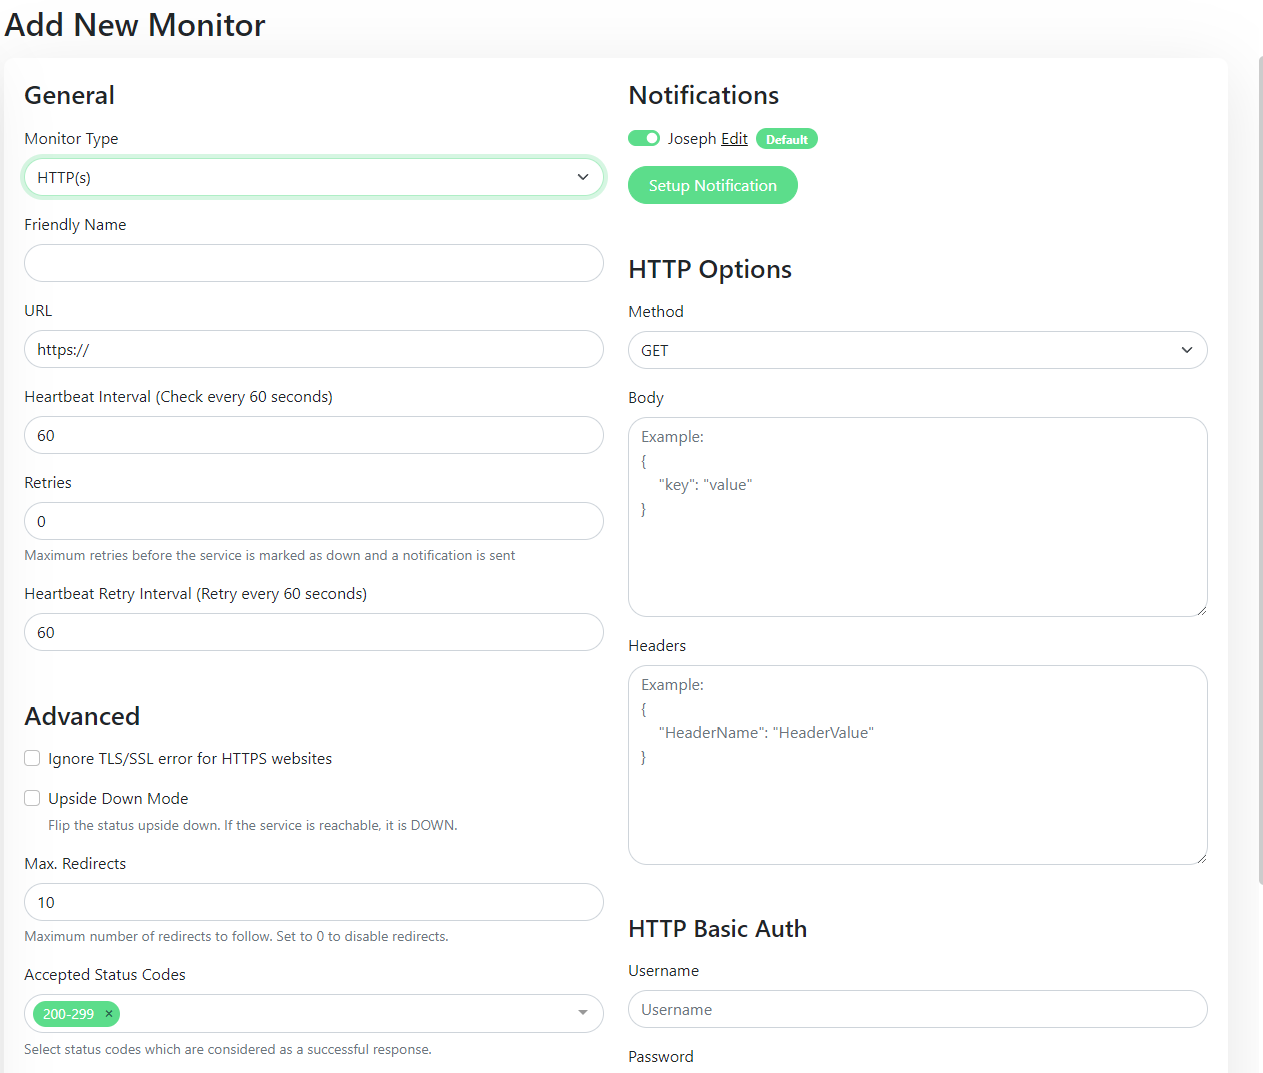 Add New Monitor
General
Monitor Type
HTTP(s)
Friendly Name
URL
https://
Heartbeat Interval (Check every 60 seconds)
60
Retries
0
Maximum retries before the service is marked as down and a notification is sent
Heartbeat Retry Interval (Retry every 60 seconds)
60
Advanced
Ignore TLS/SSL error for HTTPS websites
Upside Down Mode
Flip the status upside down. If the service is reachable, it is DOWN.
Max. Redirects
10
Maximum number of redirects to follow. Set to 0 to disable redirects.
Accepted Status Codes
200-299 ×
Select status codes which are considered as a successful response.
Notifications
Joseph Edit Default
Setup Notification
HTTP Options
Method
GET
Body
Example:
{
"key": "value"
}
Headers
Example:
{
"HeaderName": "HeaderValue"
}
HTTP Basic Auth
Username
Username
Password